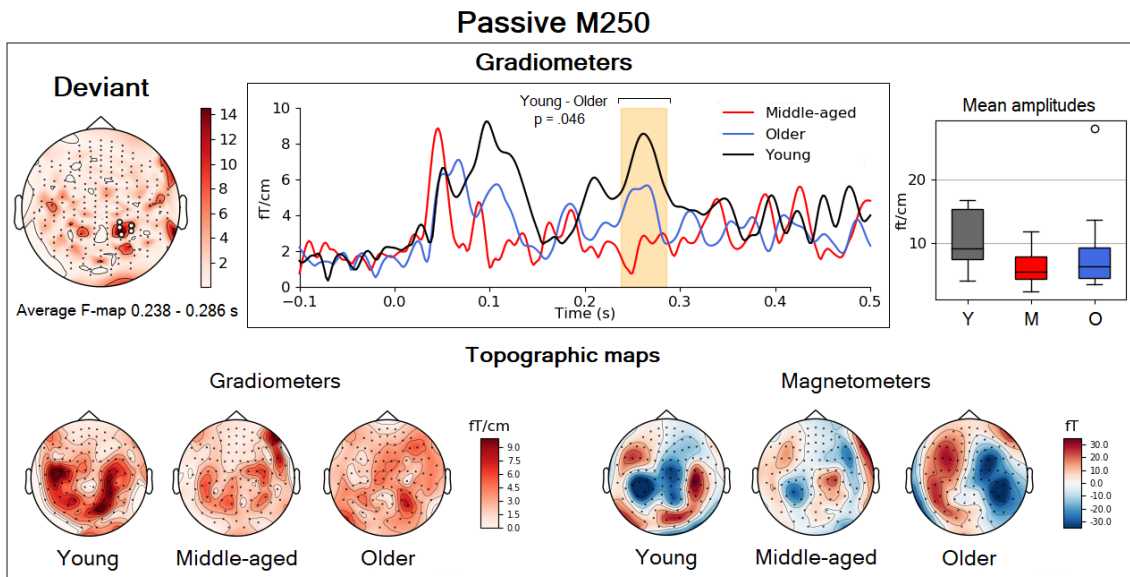 Passive M250
Gradiometers
Deviant
14
12
10
8
6
4
2
Average F-map 0.238 - 0.286 s
fT/cm
10
8
6
4
2
0
−0.1
0.0
0.1
0.2
0.3
0.4
0.5
Time (s)
Young - Older
p = .046
Middle-aged
Older
Young
Mean amplitudes
ft/cm
20
10
Y
M
O
Topographic maps
Gradiometers
Magnetometers
fT/cm
9.0
7.5
6.0
4.5
3.0
1.5
0.0
Young
Middle-aged
Older
fT
30.0
20.0
10.0
0.0
-10.0
-20.0
-30.0
Young
Middle-aged
Older